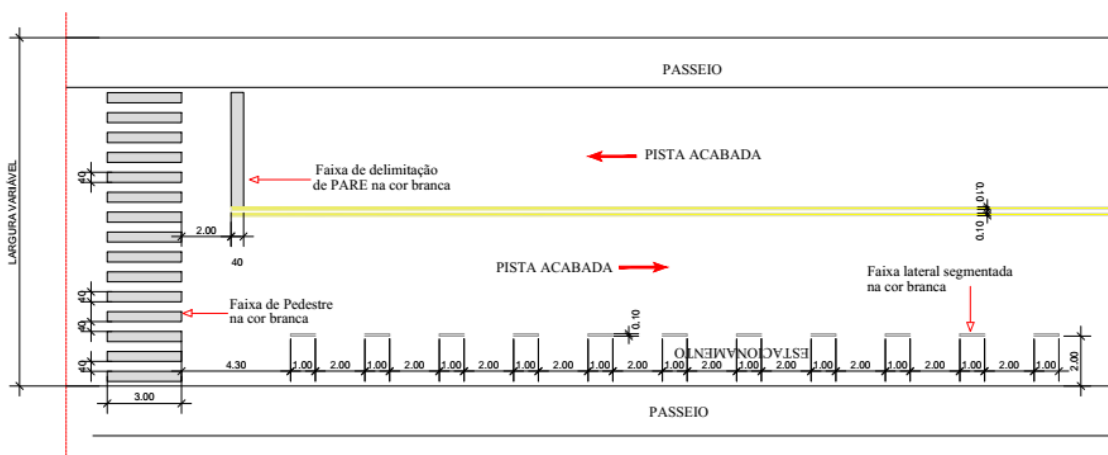 PASSEIO
PISTA ACABADA
Faixa de delimitação
de PARE na cor branca
LARGURA VARIÁVEL
40
0.10
0.10
2.00
40
PISTA ACABADA
Faixa lateral segmentada
na cor branca
Faixa de Pedestre
na cor branca
40
40
40
0.10
ESTACIONAMENTO
4.30
1.00
2.00
1.00
2.00
1.00
2.00
1.00
2.00
1.00
2.00
1.00
2.00
1.00
2.00
1.00
2.00
1.00
2.00
1.00
2.00
1.00
2.00
3.00
PASSEIO